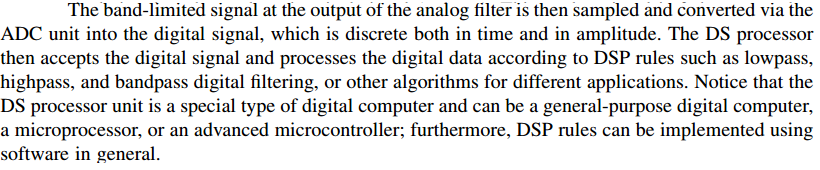 The band-limited signal at the output of the analog filter is then sampled and converted via the
ADC unit into the digital signal, which is discrete both in time and in amplitude. The DS processor
then accepts the digital signal and processes the digital data according to DSP rules such as lowpass,
highpass, and bandpass digital filtering, or other algorithms for different applications. Notice that the
DS processor unit is a special type of digital computer and can be a general-purpose digital computer,
a microprocessor, or an advanced microcontroller; furthermore, DSP rules can be implemented using
software in general.